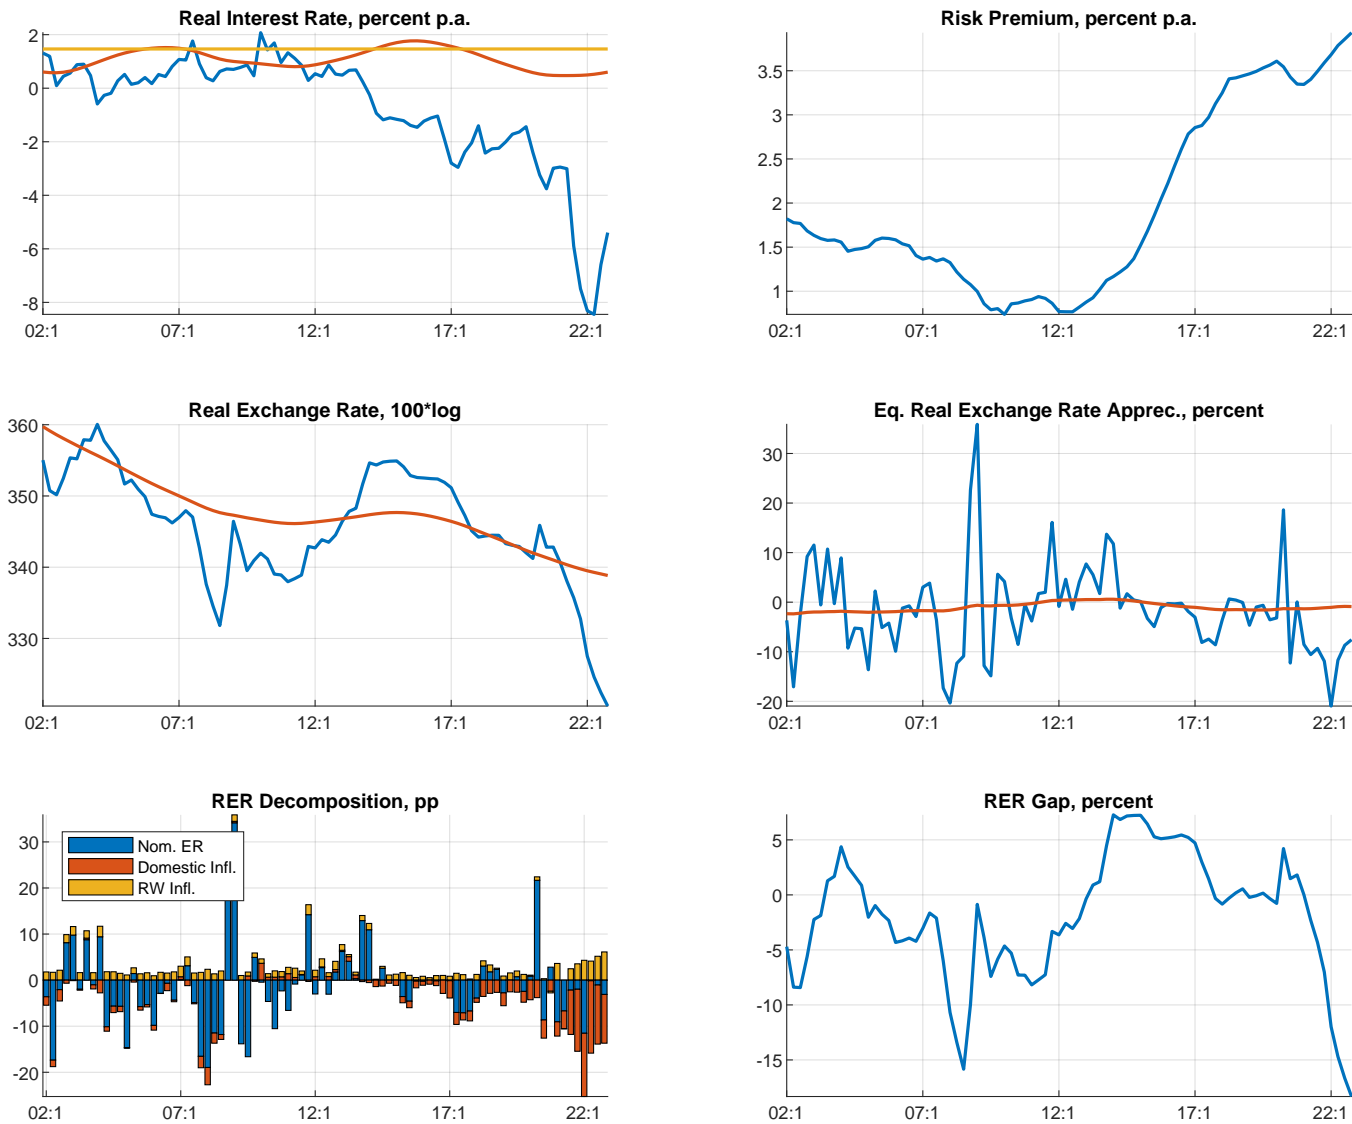 Real Interest Rate, percent p.a.
2
0
-2
-4
-6
-8
02:1 07:1 12:1 17:1 22:1
Risk Premium, percent p.a.
3.5
3
2.5
2
1.5
1
02:1 07:1 12:1 17:1 22:1
Real Exchange Rate, 100*log
360
350
340
330
02:1 07:1 12:1 17:1 22:1
Eq. Real Exchange Rate Apprec., percent
30
20
10
0
-10
-20
02:1 07:1 12:1 17:1 22:1
RER Decomposition, pp
Nom. ER
Domestic Infl.
RW Infl.
30
20
10
0
-10
-20
02:1 07:1 12:1 17:1 22:1
RER Gap, percent
5
0
-5
-10
-15
02:1 07:1 12:1 17:1 22:1